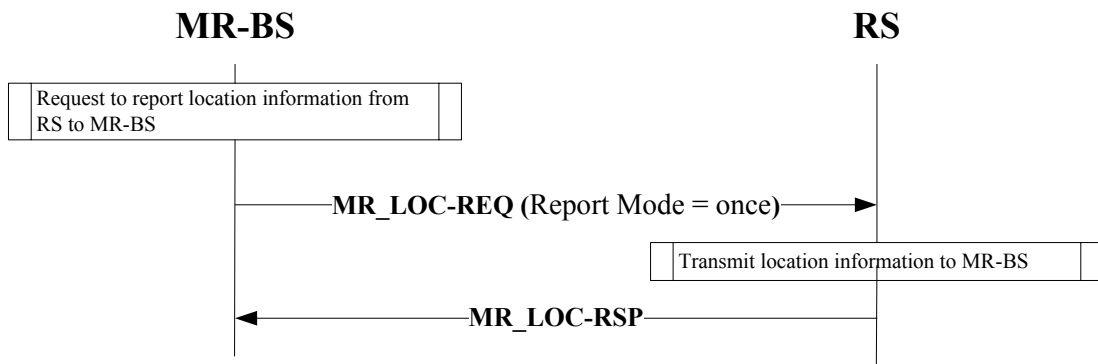 MR-BS
RS
Request to report location information from
RS to MR-BS
MR_LOC-REQ (Report Mode = once)
Transmit location information to MR-BS
MR_LOC-RSP